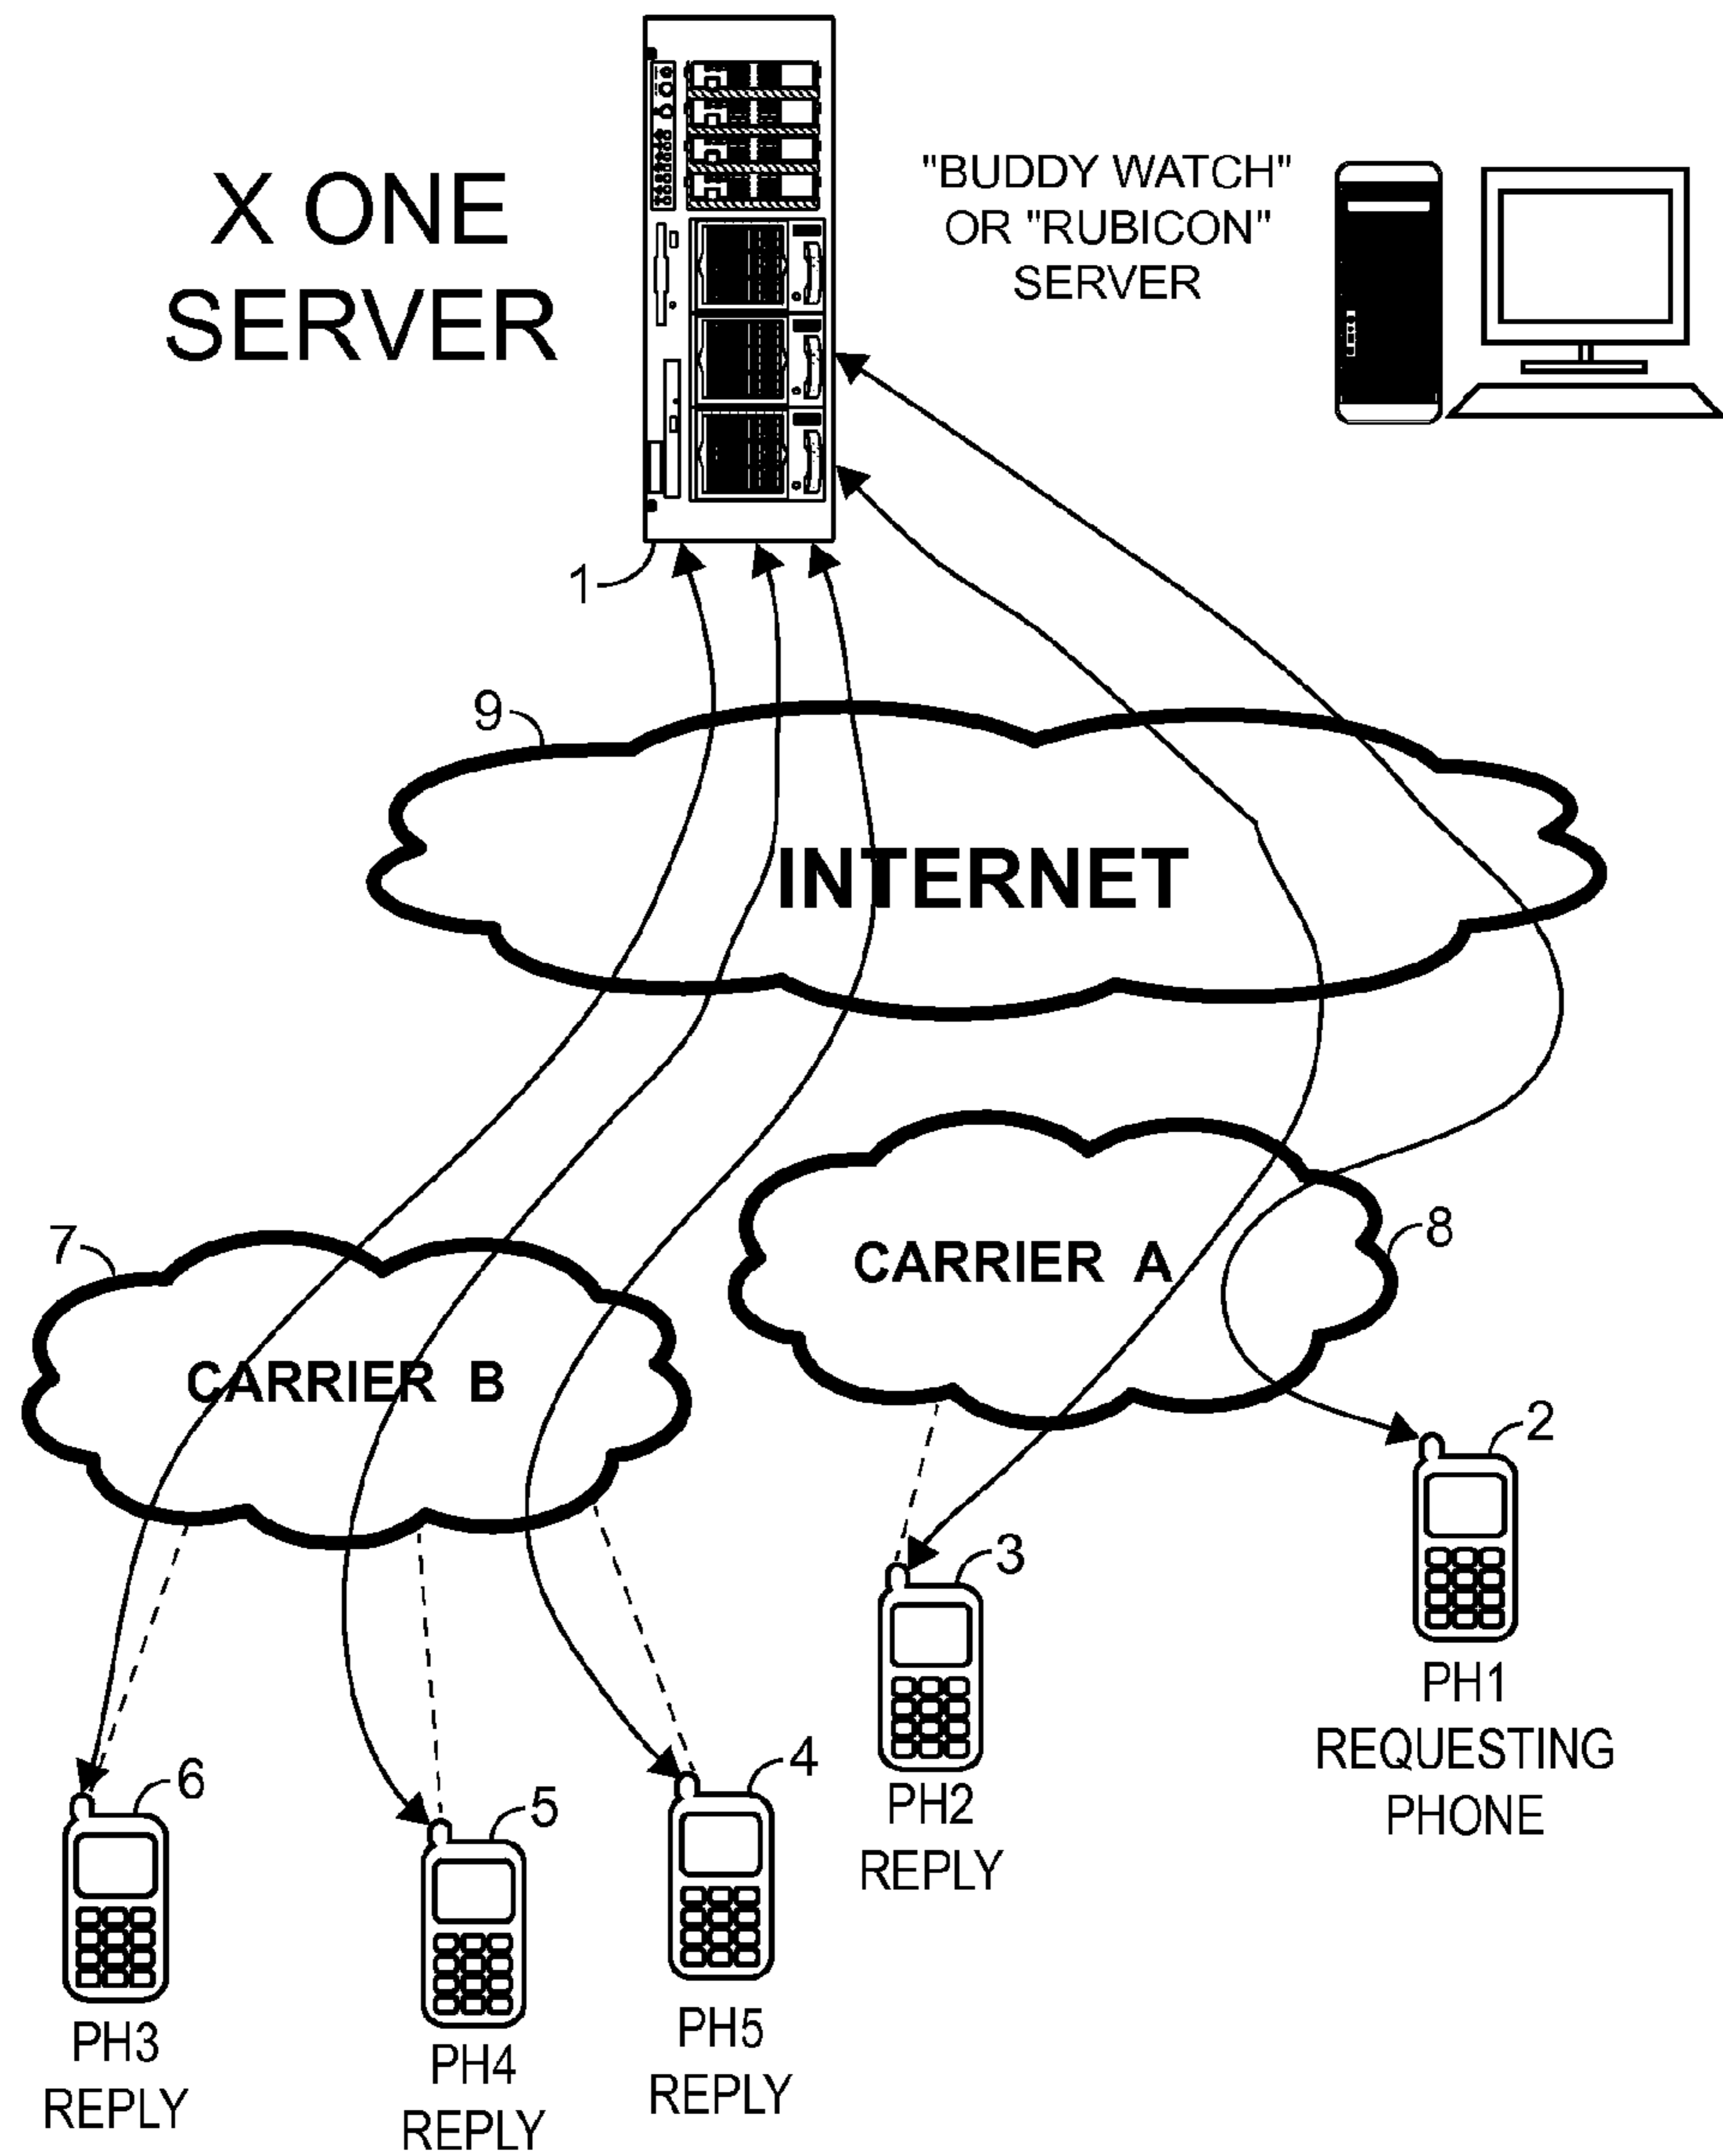 X ONE
SERVER
"BUDDY WATCH"
OR "RUBICON"
SERVER
1
9
INTERNET
7
CARRIER B
CARRIER A
8
2
3
PH1
REQUESTING
PHONE
PH2
REPLY
6
5
4
PH3
REPLY
PH4
REPLY
PH5
REPLY